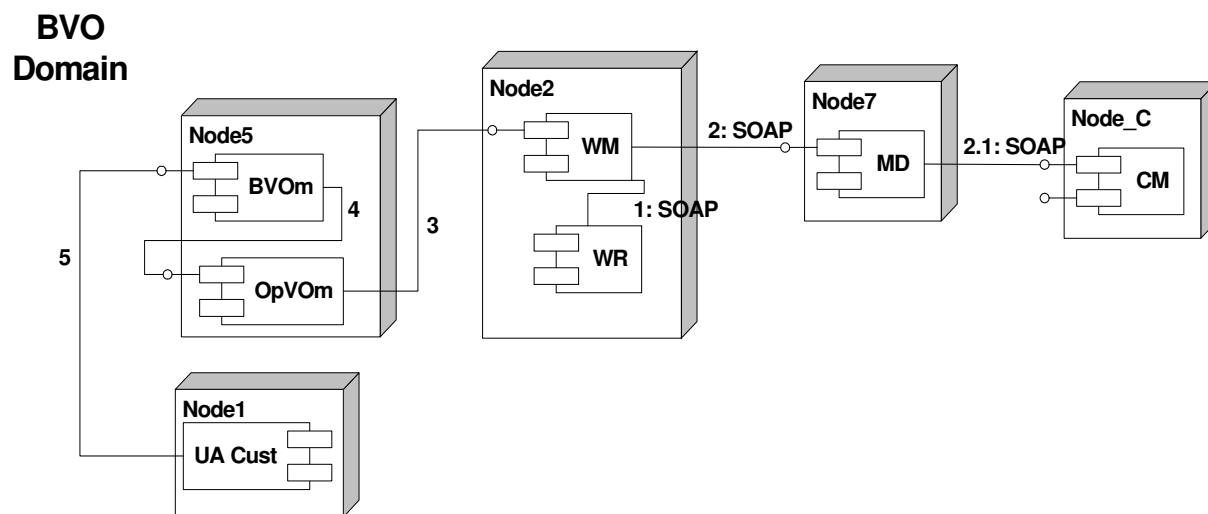 BVO
Domain
Node5
BVOm
4
OpVOm
5
3
Node1
UA Cust
Node2
WM
1: SOAP
WR
2: SOAP
Node7
MD
2.1: SOAP
Node_C
CM